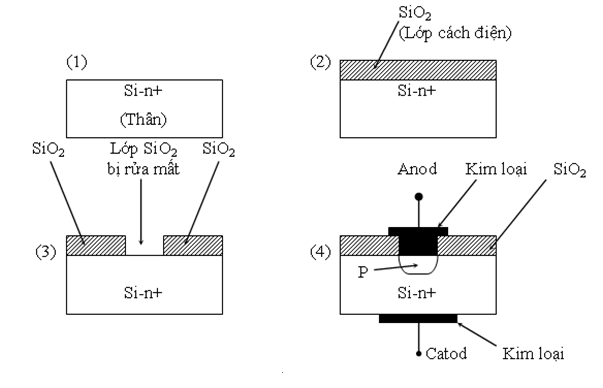 (1)
Si-n+
(Thân)
SiO2
(Lớp cách điện)
(2)
Si-n+
SiO2
Lớp SiO2
bị rửa mất
SiO2
(3)
Si-n+
Anod
Kim loại
SiO2
(4)
P
Si-n+
Catod
Kim loại